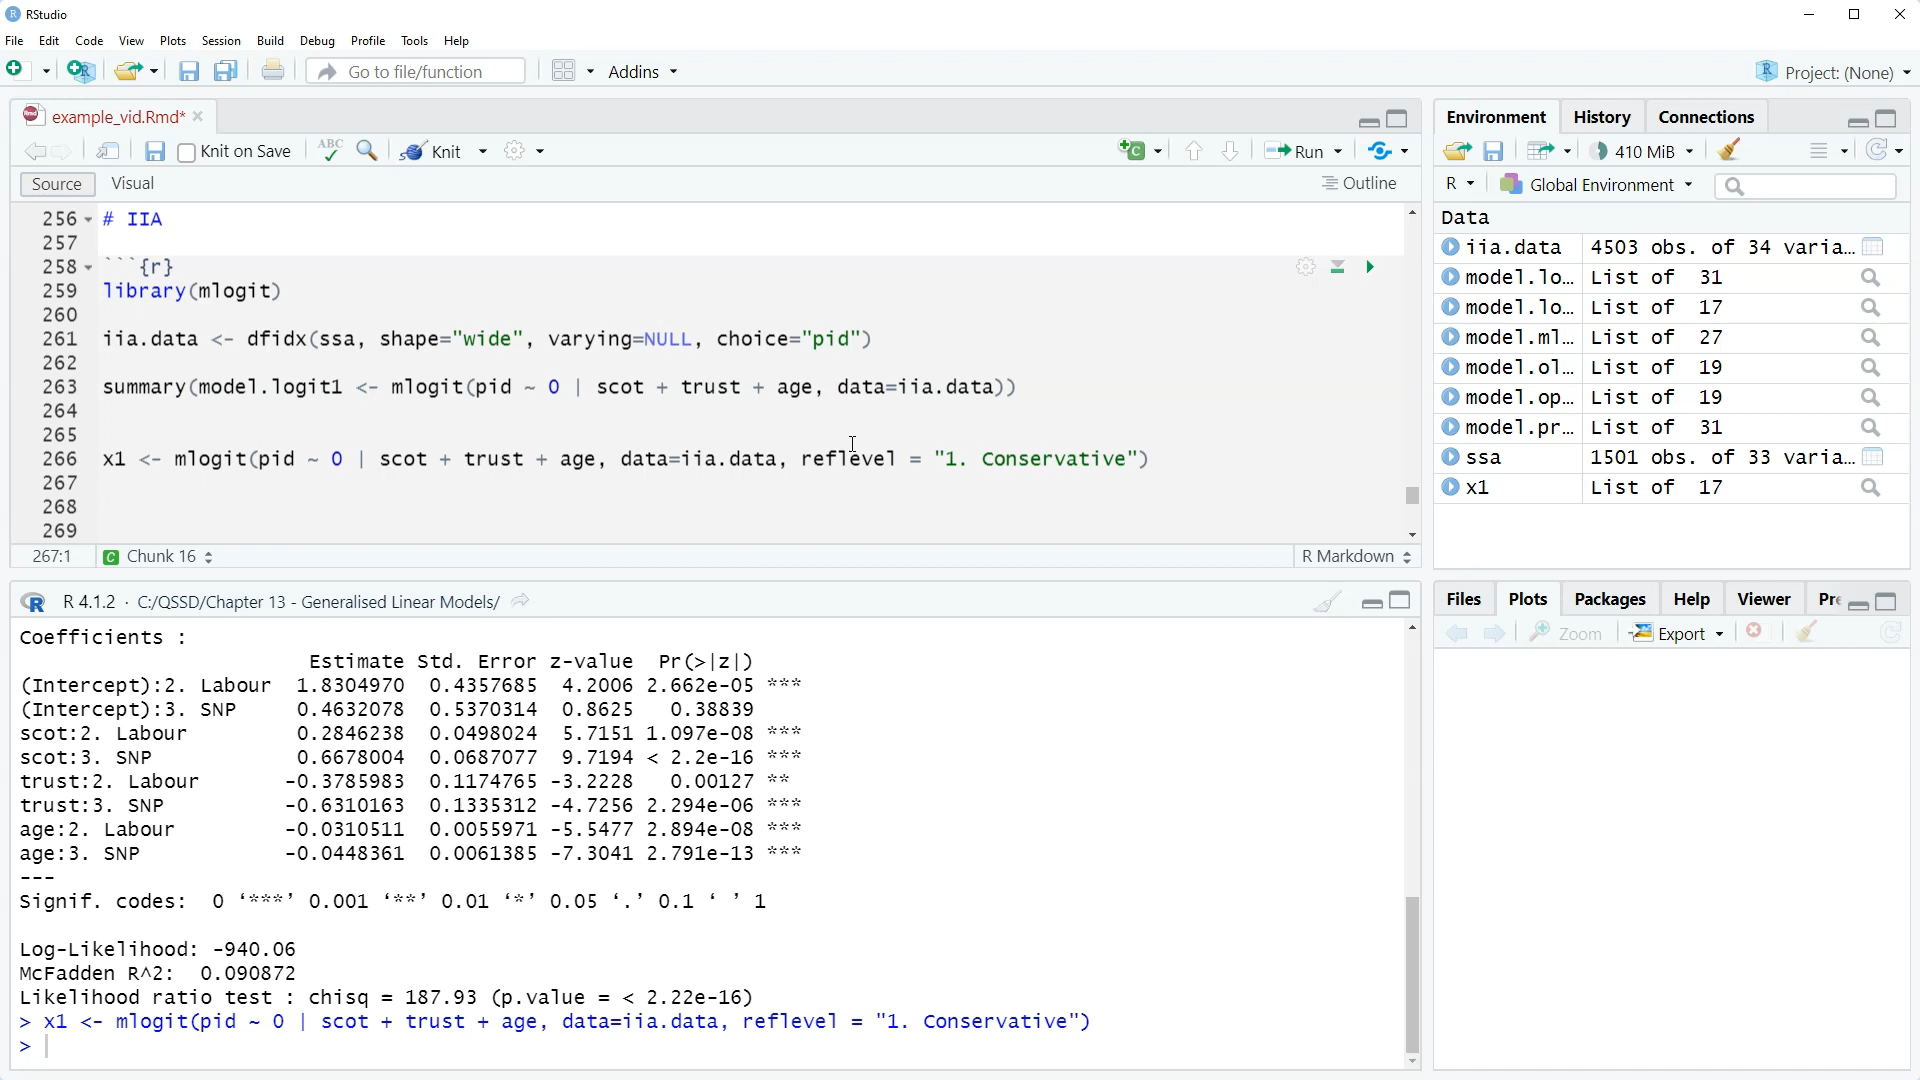 RStudio
File Edit Code View Plots Session Build Debug Profile Tools Help
Go to file/function Addins Project: (None)
example_vid.Rmd*
Knit on Save ABC Knit Run
Source Visual Outline
256 # IIA
257
258 ```{r}
259 library(mlogit)
260
261 iia.data <- dfidx(ssa, shape="wide", varying=NULL, choice="pid")
262
263 summary(model.logit1 <- mlogit(pid ~ 0 | scot + trust + age, data=iia.data))
264
265
266 x1 <- mlogit(pid ~ 0 | scot + trust + age, data=iia.data, reflevel = "1. Conservative")
267
268
269
267:1 C Chunk 16 R Markdown
R 4.1.2 · C:/QSSD/Chapter 13 - Generalised Linear Models/
Coefficients :
Estimate Std. Error z-value Pr(>|z|)
(Intercept):2. Labour 1.8304970 0.4357685 4.2006 2.662e-05 ***
(Intercept):3. SNP 0.4632078 0.5370314 0.8625 0.38839
scot:2. Labour 0.2846238 0.0498024 5.7151 1.097e-08 ***
scot:3. SNP 0.6678004 0.0687077 9.7194 < 2.2e-16 ***
trust:2. Labour -0.3785983 0.1174765 -3.2228 0.00127 **
trust:3. SNP -0.6310163 0.1335312 -4.7256 2.294e-06 ***
age:2. Labour -0.0310511 0.0055971 -5.5477 2.894e-08 ***
age:3. SNP -0.0448361 0.0061385 -7.3041 2.791e-13 ***
---
Signif. codes: 0 ‘***’ 0.001 ‘**’ 0.01 ‘*’ 0.05 ‘.’ 0.1 ‘ ’ 1
Log-Likelihood: -940.06
McFadden R^2: 0.090872
Likelihood ratio test : chisq = 187.93 (p.value = < 2.22e-16)
> x1 <- mlogit(pid ~ 0 | scot + trust + age, data=iia.data, reflevel = "1. Conservative")
>
Environment History Connections
410 MiB
R Global Environment
Data
iia.data 4503 obs. of 34 varia…
model.lo… List of 31
model.lo… List of 17
model.ml… List of 27
model.ol… List of 19
model.op… List of 19
model.pr… List of 31
ssa 1501 obs. of 33 varia…
x1 List of 17
Files Plots Packages Help Viewer Pre
Zoom Export